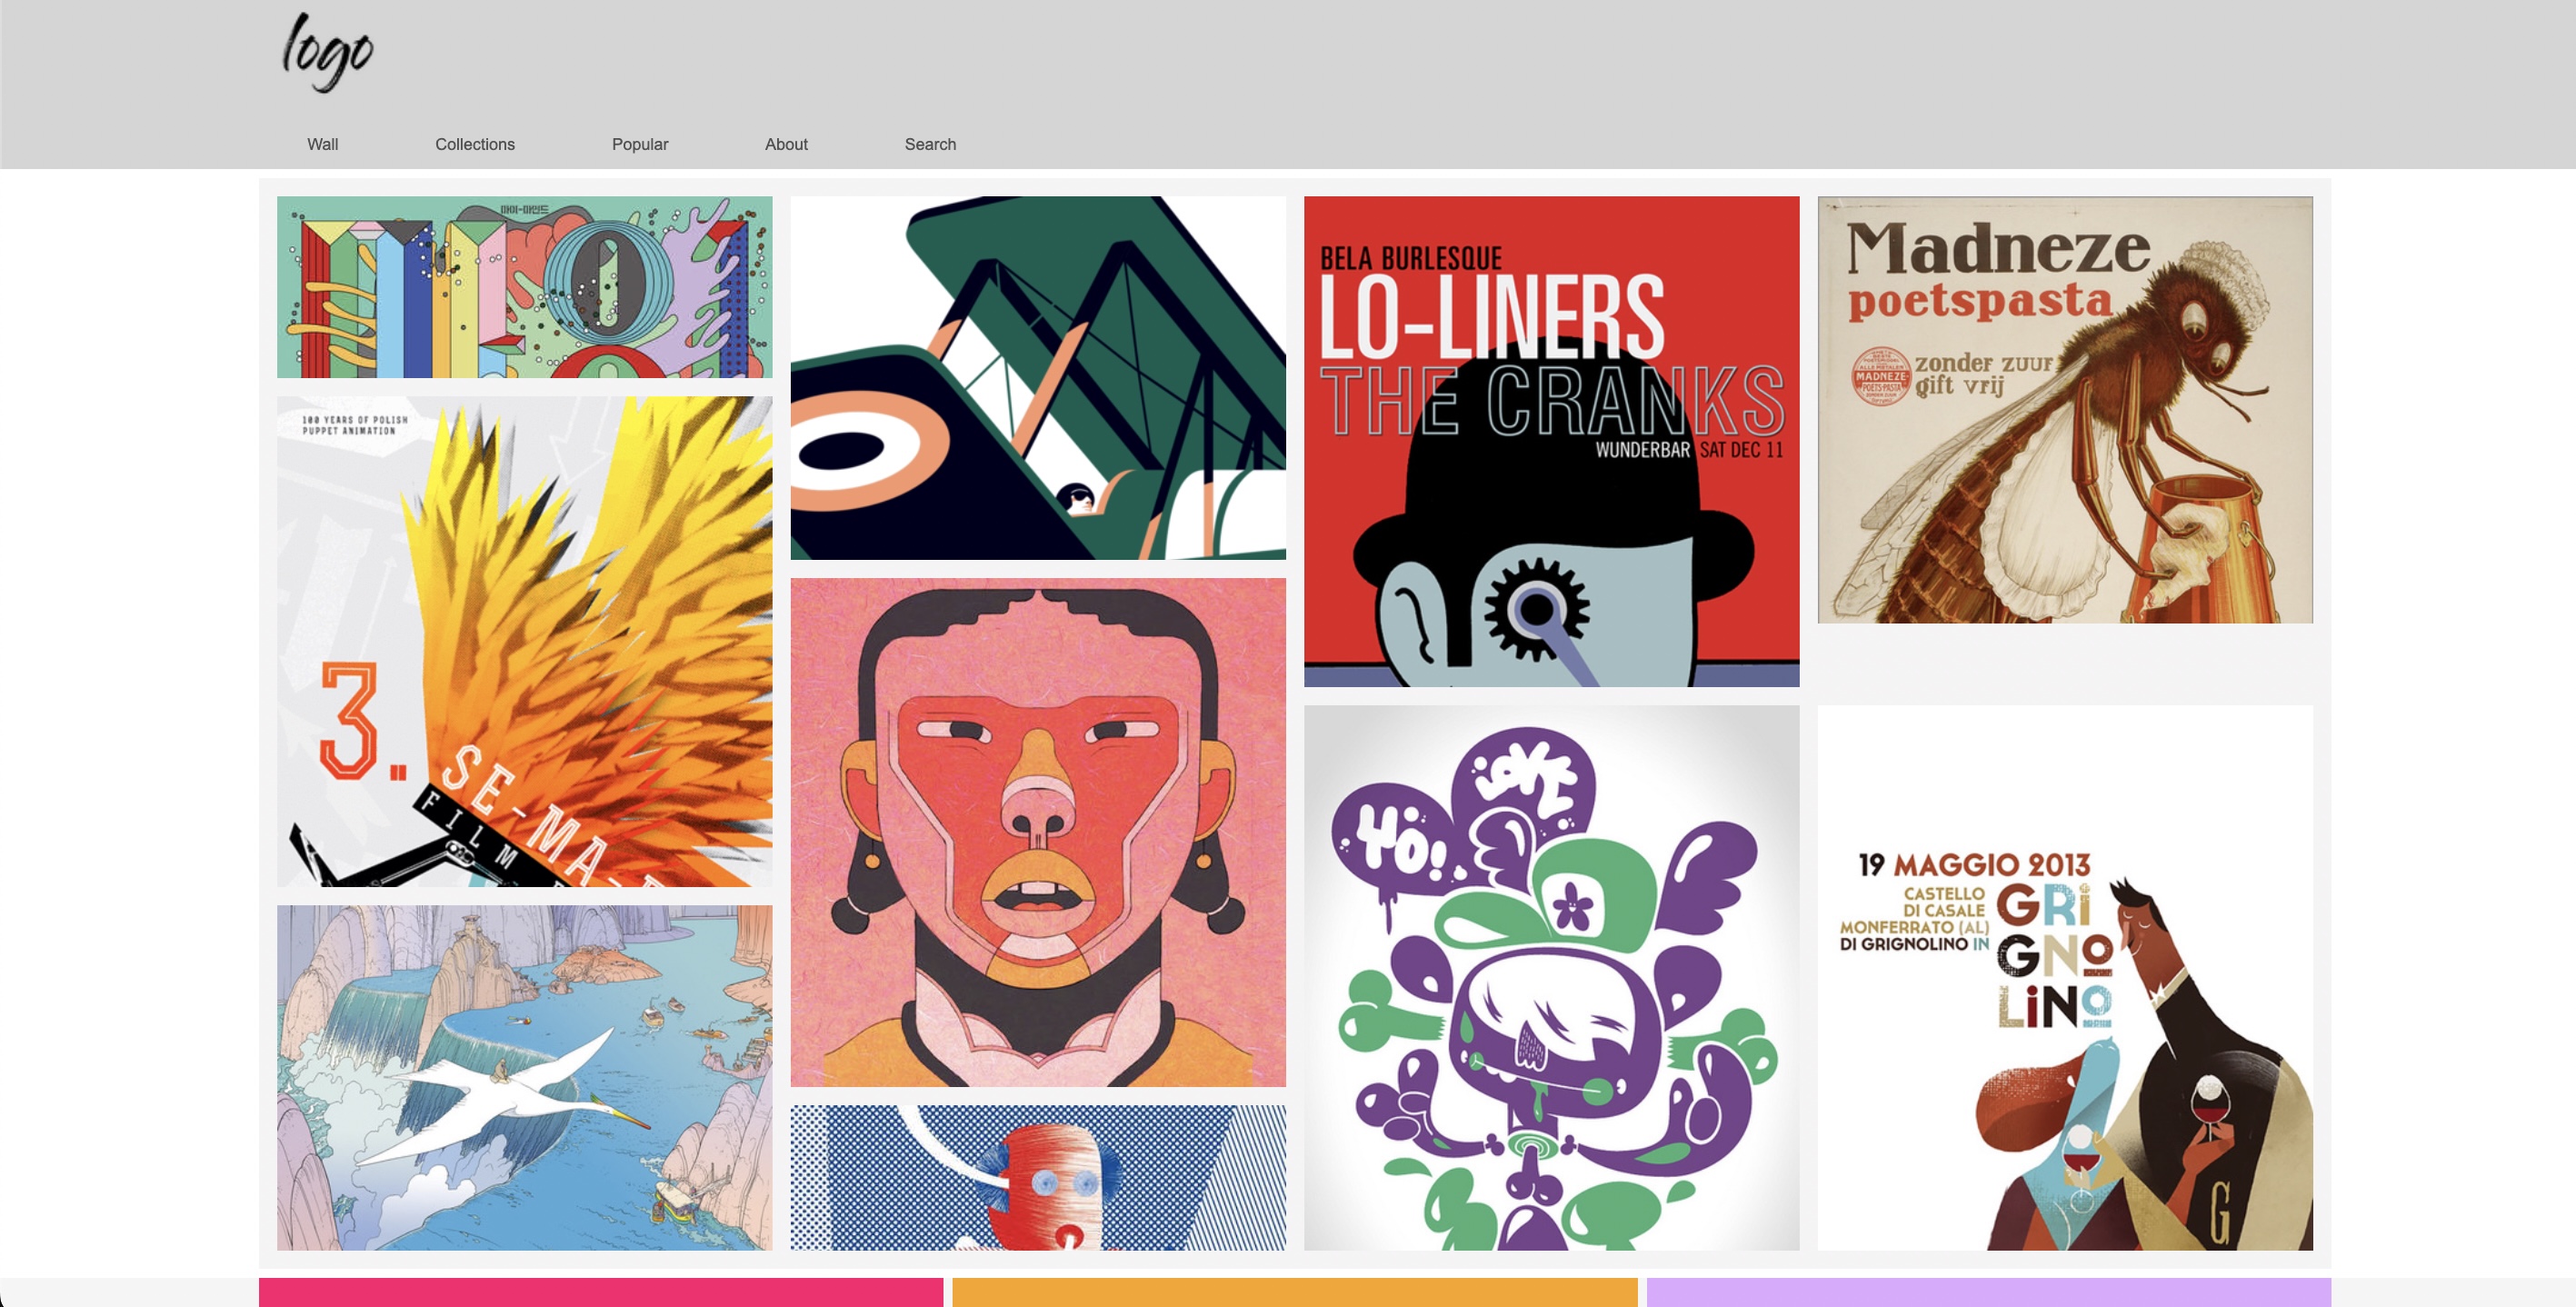 logo
Wall
Collections
Popular
About
Search
마이-마인드
100 YEARS OF POLISH
PUPPET ANIMATION
3.
SE-MA-
FILM
BELA BURLESQUE
LO-LINERS
THE CRANKS
WUNDERBAR SAT DEC 11
Madneze
poetspasta
zonder zuur
gift vrij
MADNEZE
POETS-PASTA
YO!
LOVE
19 MAGGIO 2013
CASTELLO
DI CASALE
MONFERRATO (AL)
DI GRIGNOLINO IN
GRI
GNO
LINO
G